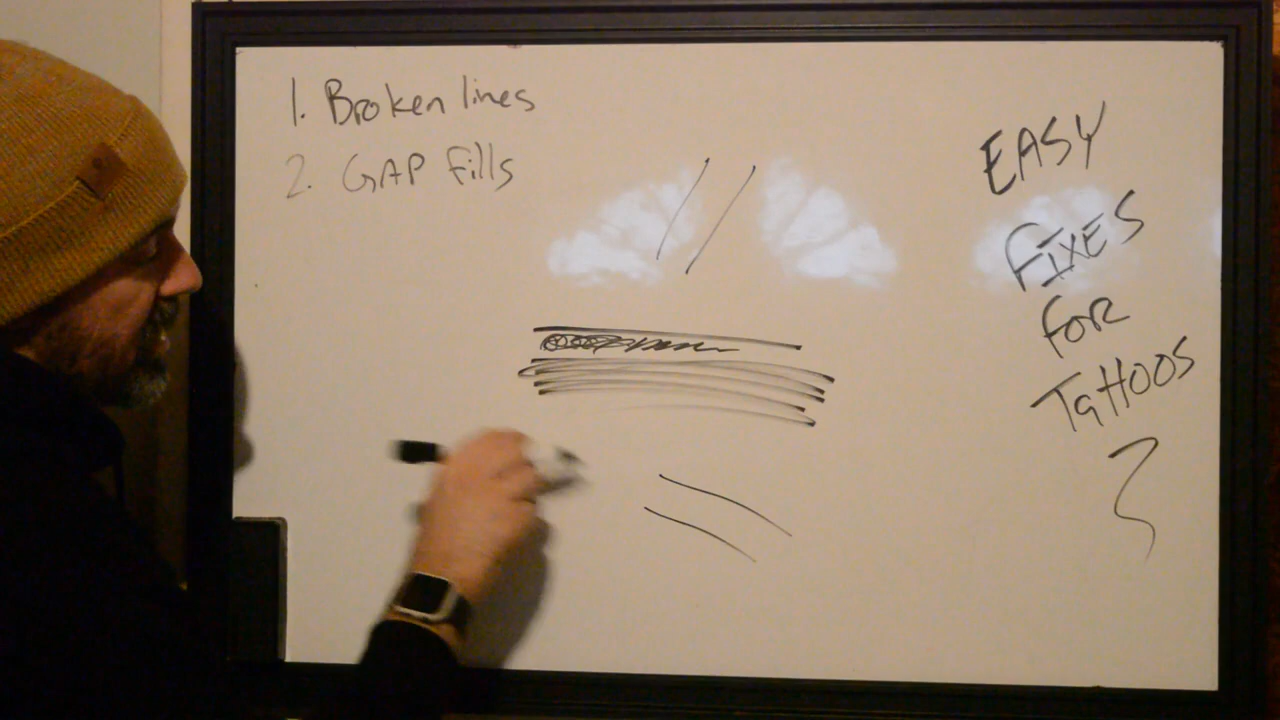 1. Broken lines
2. GAP Fills
EASY
FIXES
FOR
TaTTOOS
?